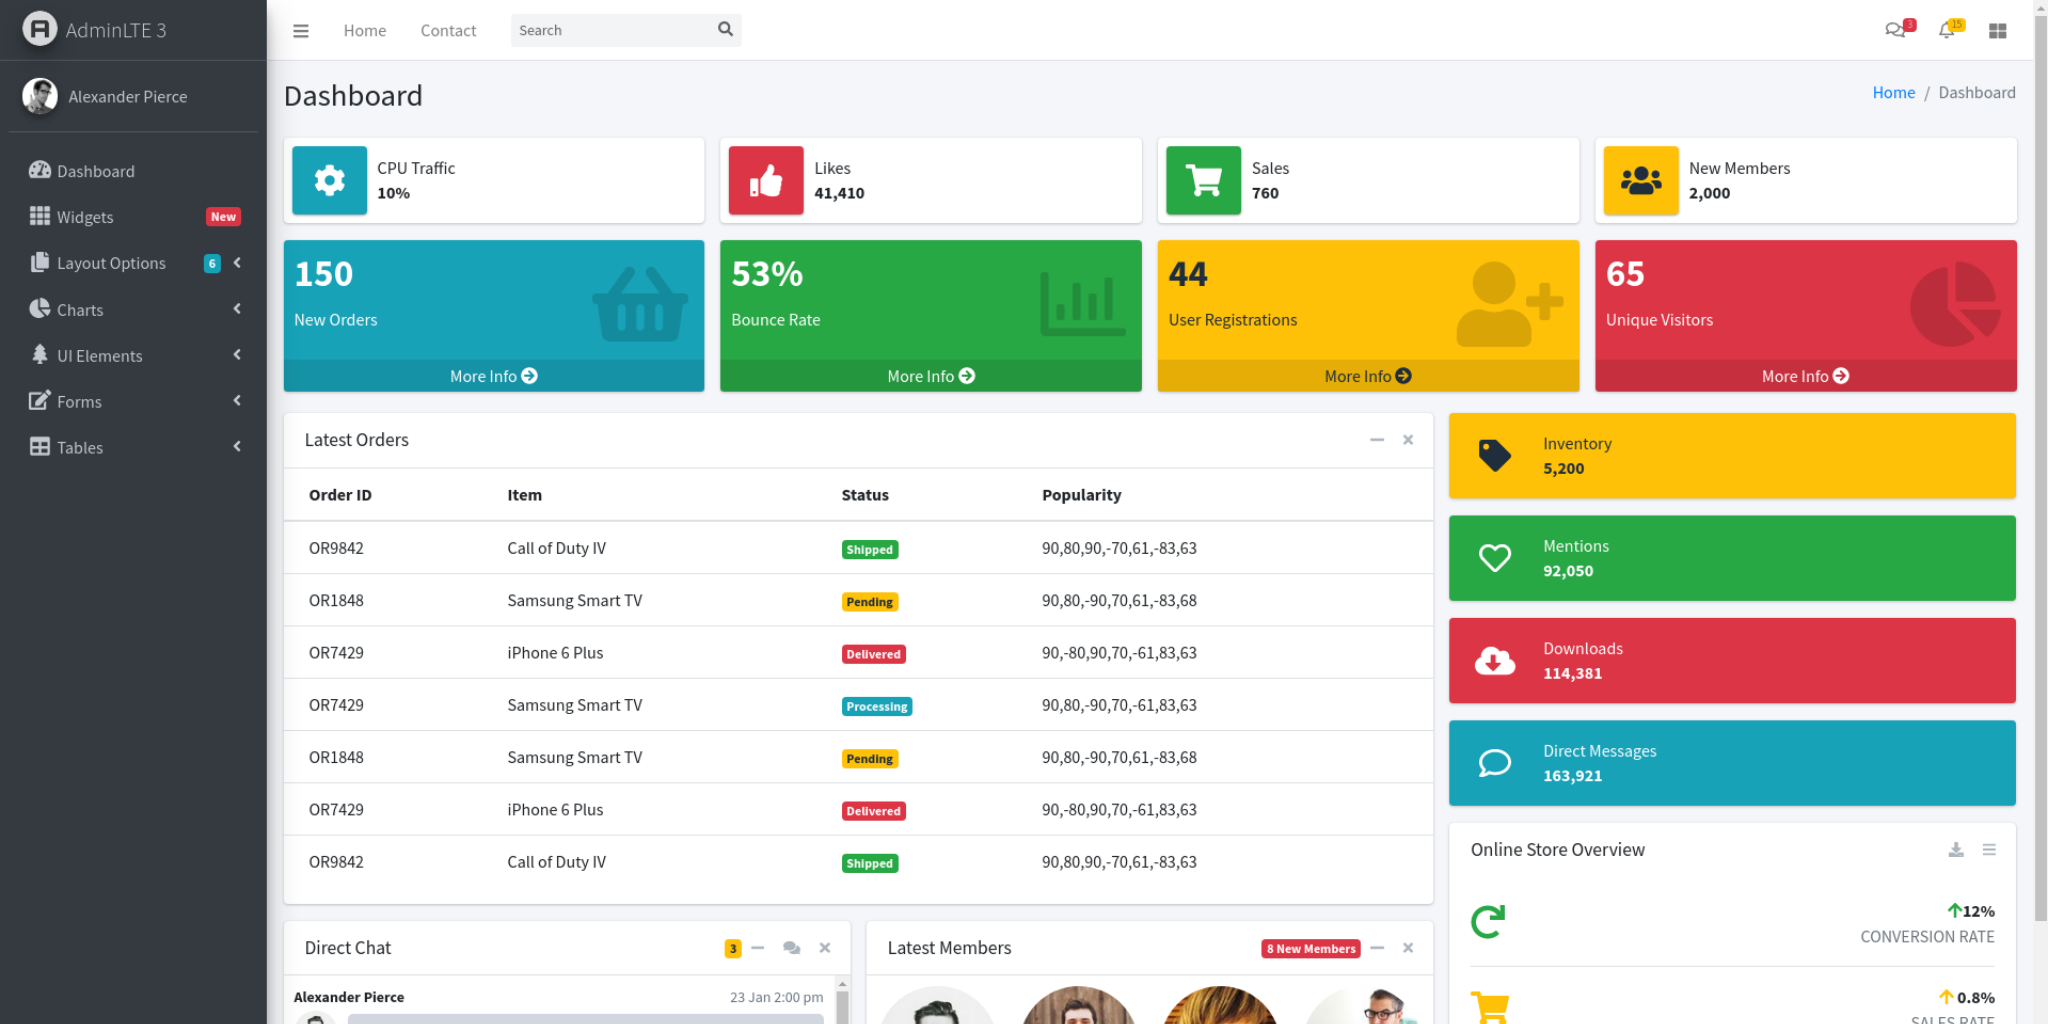 AdminLTE 3
Home
Contact
Search
3
15
Alexander Pierce
Dashboard
Widgets
New
Layout Options
6
Charts
UI Elements
Forms
Tables
Dashboard
Home / Dashboard
CPU Traffic
10%
Likes
41,410
Sales
760
New Members
2,000
150
New Orders
More Info
53%
Bounce Rate
More Info
44
User Registrations
More Info
65
Unique Visitors
More Info
Latest Orders
Order ID Item Status Popularity
OR9842 Call of Duty IV Shipped 90,80,90,-70,61,-83,63
OR1848 Samsung Smart TV Pending 90,80,-90,70,61,-83,68
OR7429 iPhone 6 Plus Delivered 90,-80,90,70,-61,83,63
OR7429 Samsung Smart TV Processing 90,80,-90,70,-61,83,63
OR1848 Samsung Smart TV Pending 90,80,-90,70,61,-83,68
OR7429 iPhone 6 Plus Delivered 90,-80,90,70,-61,83,63
OR9842 Call of Duty IV Shipped 90,80,90,-70,61,-83,63
Inventory
5,200
Mentions
92,050
Downloads
114,381
Direct Messages
163,921
Online Store Overview
12%
CONVERSION RATE
0.8%
SALES RATE
Direct Chat
3
Alexander Pierce
23 Jan 2:00 pm
Latest Members
8 New Members